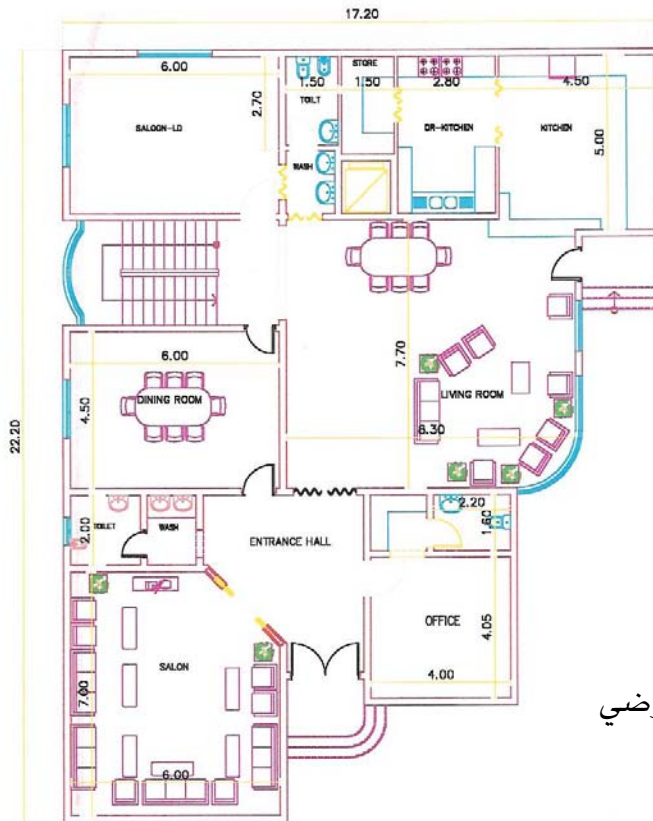 17.20
6.00
1.50
STORE
1.50
2.80
4.50
TOILT
2.70
SALOON-LD
DR-KITCHEN
KITCHEN
5.00
WASH
7.70
6.00
DINING ROOM
4.50
LIVING ROOM
8.30
22.20
2.20
1.60
TOILET
WASH
2.00
ENTRANCE HALL
OFFICE
4.05
4.00
SALON
7.00
6.00